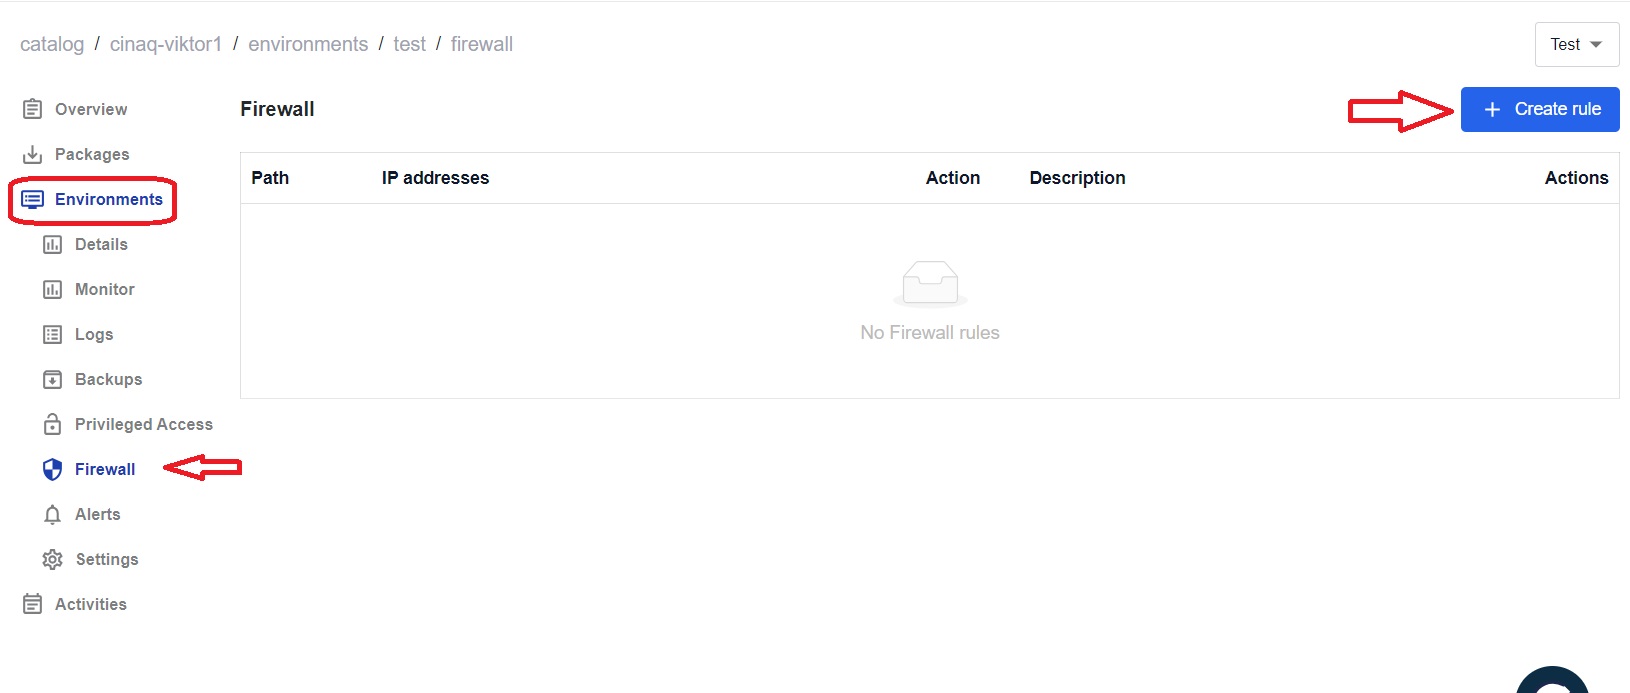 catalog / cinaq-viktor1 / environments / test / firewall
Test
Overview
Packages
Environments
Details
Monitor
Logs
Backups
Privileged Access
Firewall
Alerts
Settings
Activities
Firewall
+ Create rule
Path IP addresses Action Description Actions
No Firewall rules